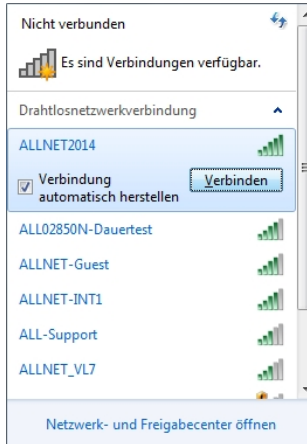 Nicht verbunden
Es sind Verbindungen verfügbar.
Drahtlosnetzwerkverbindung
ALLNET2014
Verbindung
automatisch herstellen
Verbinden
ALL02850N-Dauertest
ALLNET-Guest
ALLNET-INT1
ALL-Support
ALLNET_VL7
Netzwerk- und Freigabecenter öffnen